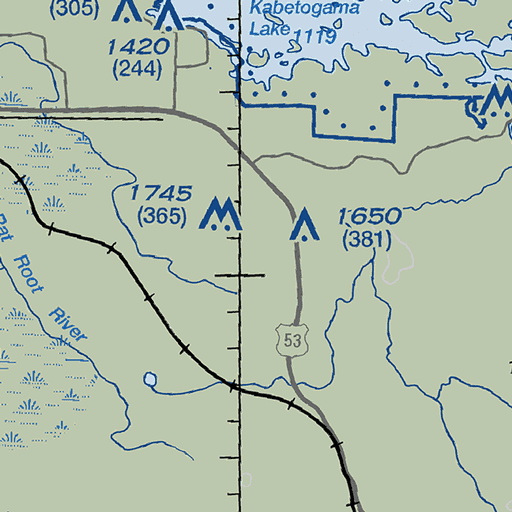 (305)
Kabetogama
Lake 1119
1420
(244)
1745
(365)
1650
(381)
Rat Root River
53